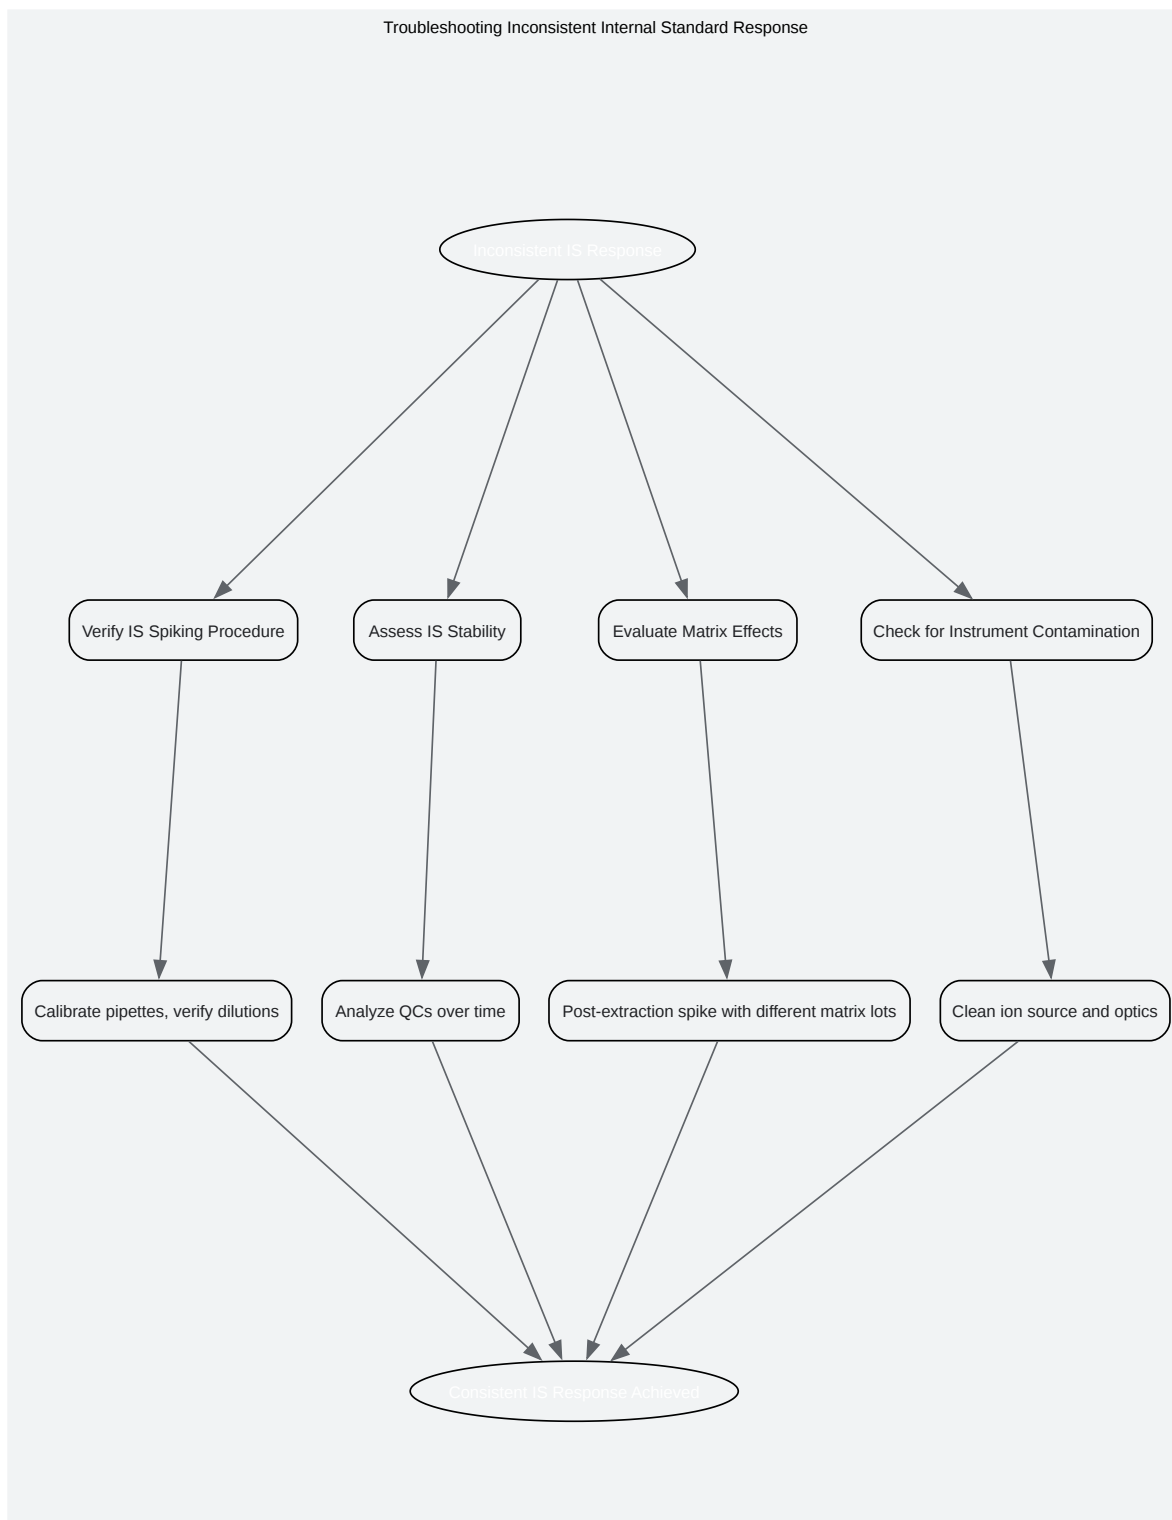 Troubleshooting Inconsistent Internal Standard Response
Inconsistent IS Response
Verify IS Spiking Procedure
Assess IS Stability
Evaluate Matrix Effects
Check for Instrument Contamination
Calibrate pipettes, verify dilutions
Analyze QCs over time
Post-extraction spike with different matrix lots
Clean ion source and optics
Consistent IS Response Achieved